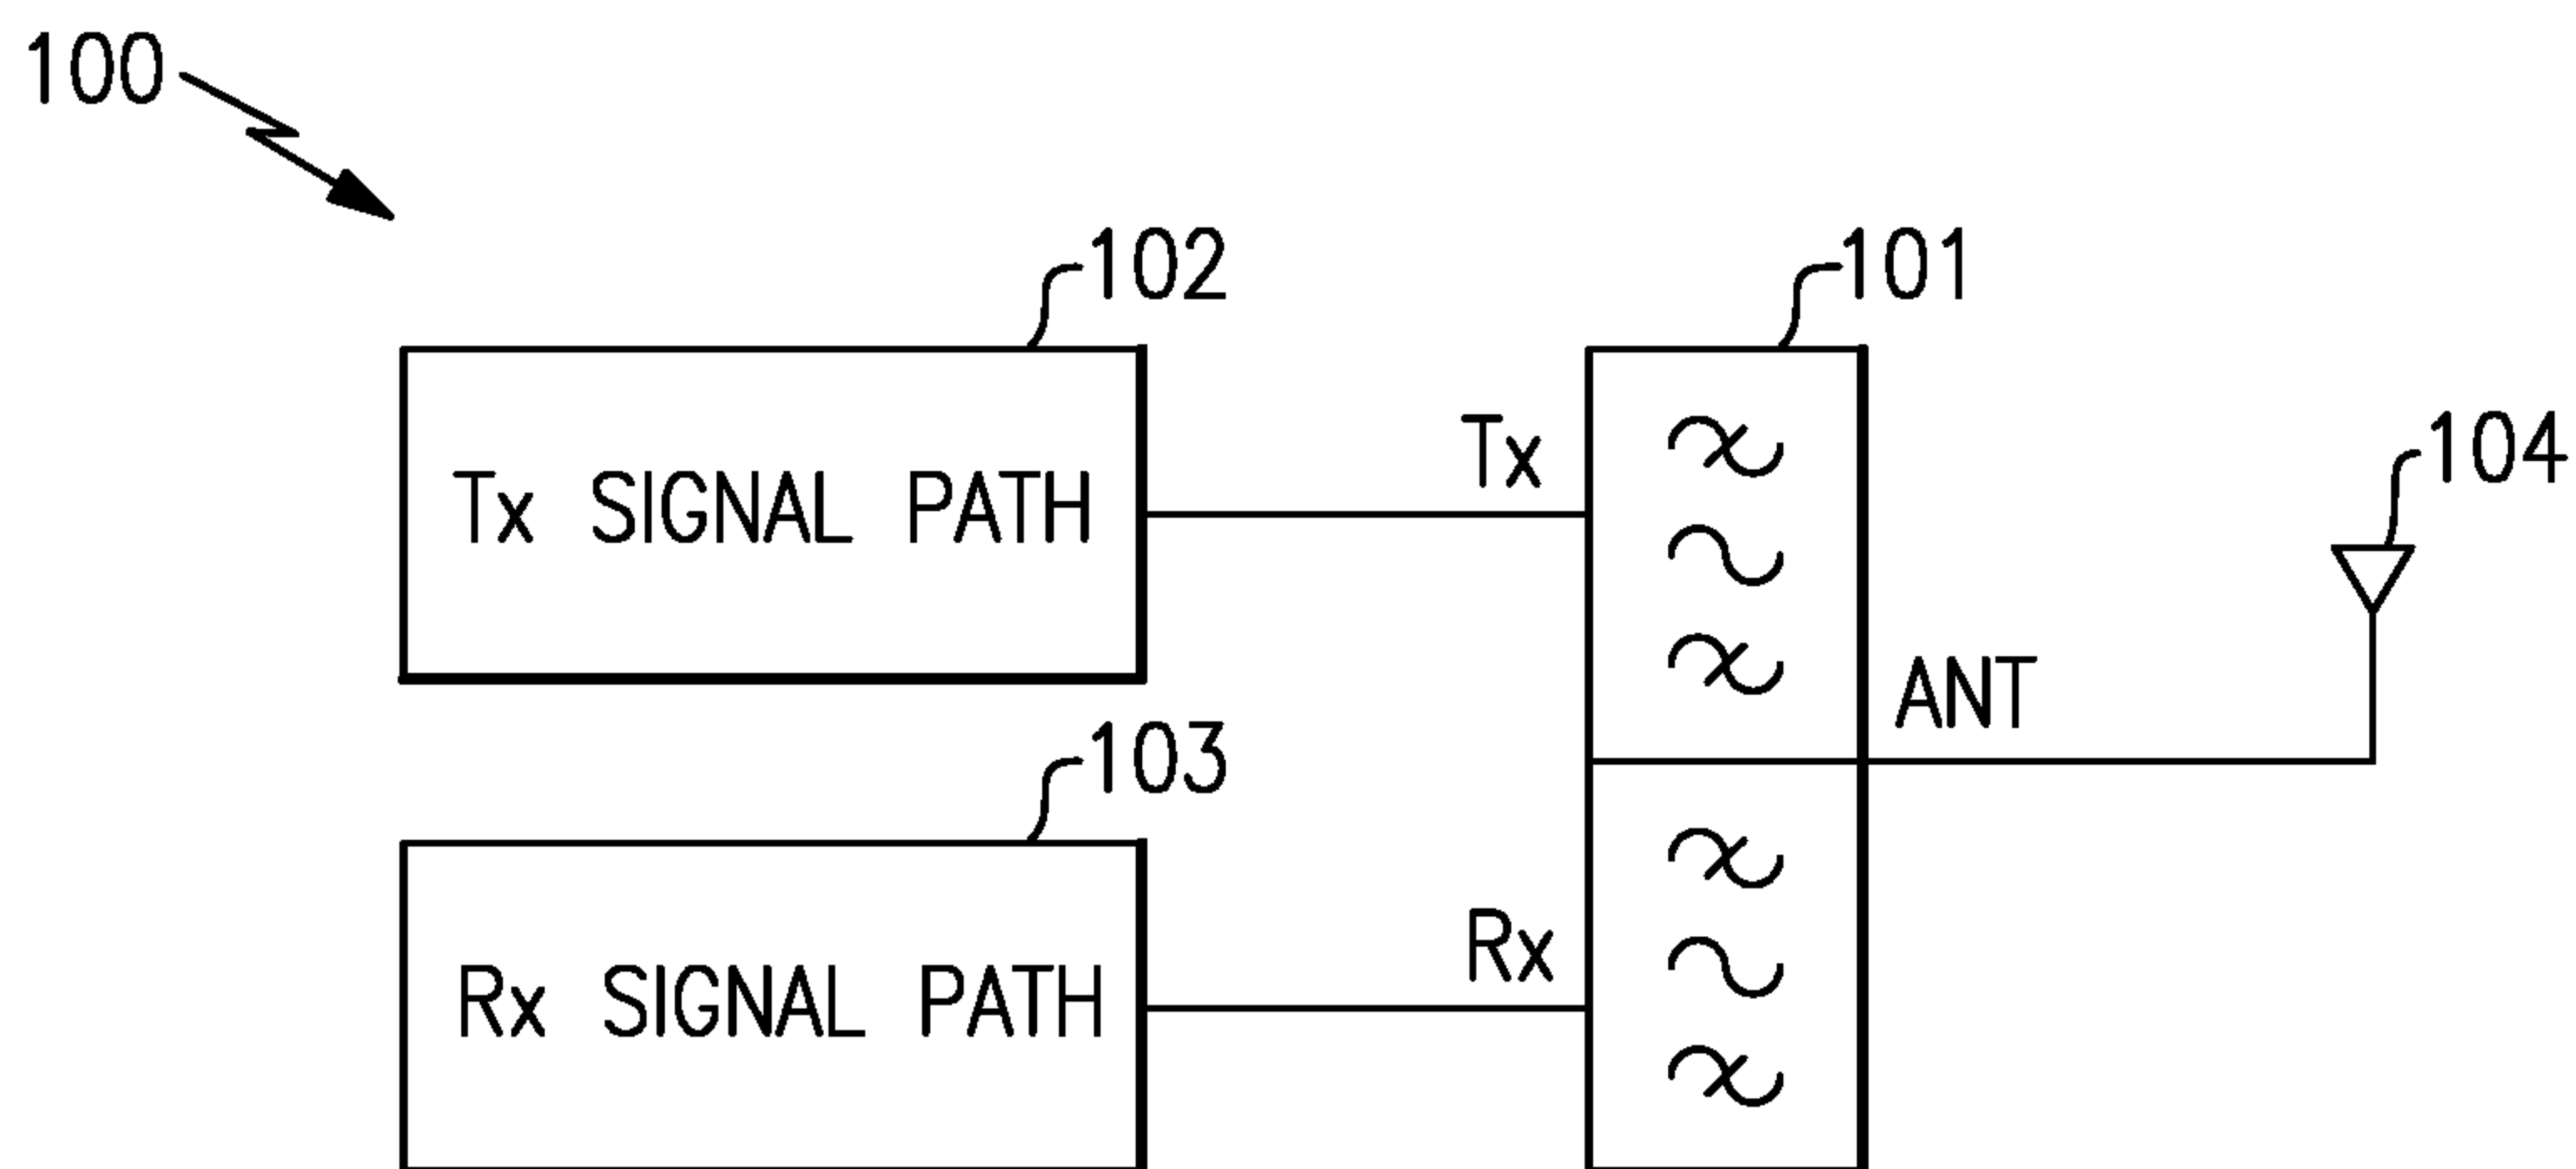 100
102
101
104
Tx SIGNAL PATH
Tx
ANT
103
Rx SIGNAL PATH
Rx